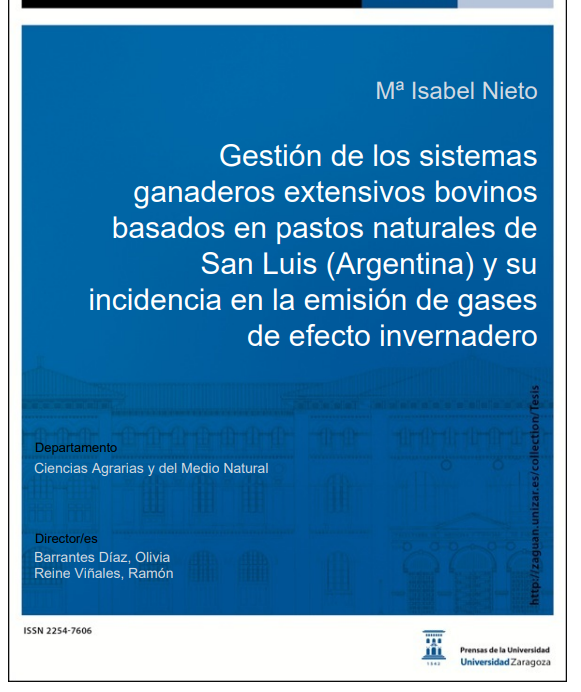 Mª Isabel Nieto
Gestión de los sistemas
ganaderos extensivos bovinos
basados en pastos naturales de
San Luis (Argentina) y su
incidencia en la emisión de gases
de efecto invernadero
Departamento
Ciencias Agrarias y del Medio Natural
Director/es
Barrantes Díaz, Olivia
Reine Viñales, Ramón
http://zaguan.unizar.es/collection/Tesis
ISSN 2254-7606
1542
Prensas de la Universidad
Universidad Zaragoza